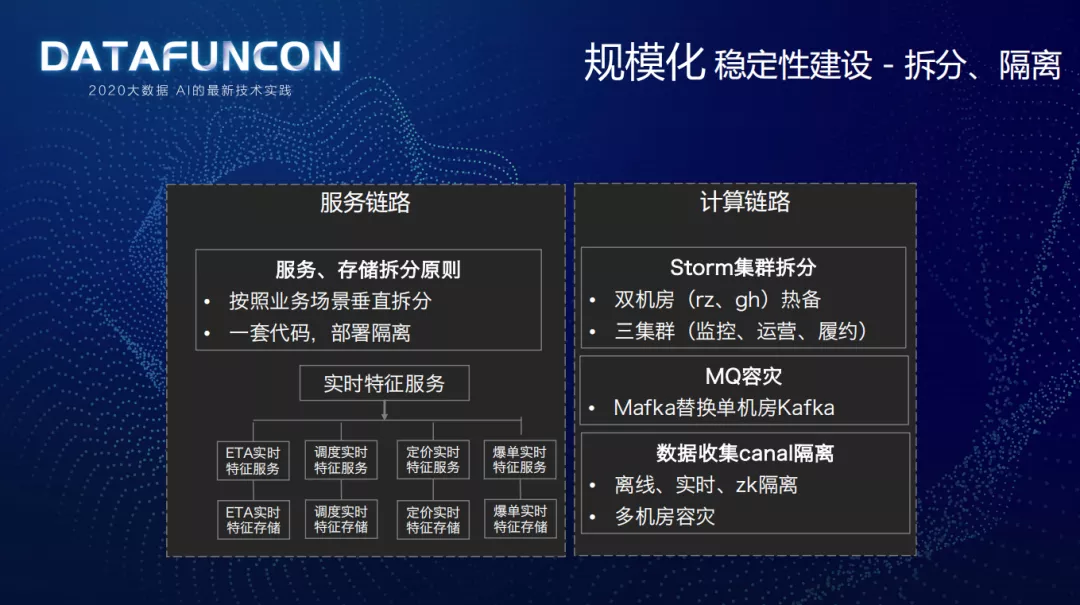 DATAFUNCON
2020大数据 AI的最新技术实践
规模化 稳定性建设 - 拆分、隔离
服务链路
服务、存储拆分原则
• 按照业务场景垂直拆分
• 一套代码，部署隔离
实时特征服务
ETA实时
特征服务
调度实时
特征服务
定价实时
特征服务
爆单实时
特征服务
ETA实时
特征存储
调度实时
特征存储
定价实时
特征存储
爆单实时
特征存储
计算链路
Storm集群拆分
• 双机房（rz、gh）热备
• 三集群（监控、运营、履约）
MQ容灾
• Mafka替换单机房Kafka
数据收集canal隔离
• 离线、实时、zk隔离
• 多机房容灾